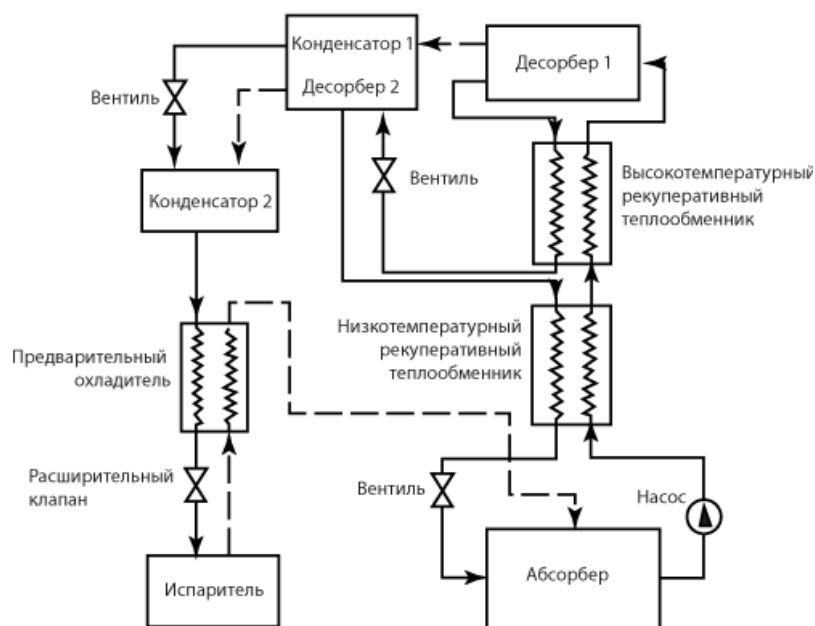 Конденсатор 1
Десорбер 2
Десорбер 1
Вентиль
Вентиль
Высокотемпературный
рекуперативный
теплообменник
Конденсатор 2
Предварительный
охладитель
Низкотемпературный
рекуперативный
теплообменник
Расширительный
клапан
Вентиль
Насос
Испаритель
Абсорбер